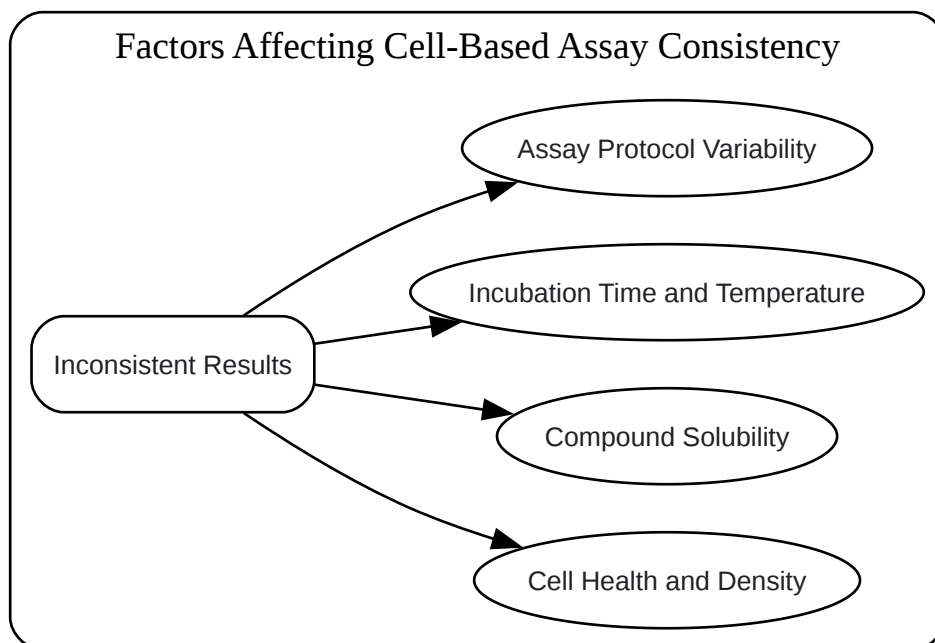 Factors Affecting Cell-Based Assay Consistency
Assay Protocol Variability
Incubation Time and Temperature
Inconsistent Results
Compound Solubility
Cell Health and Density